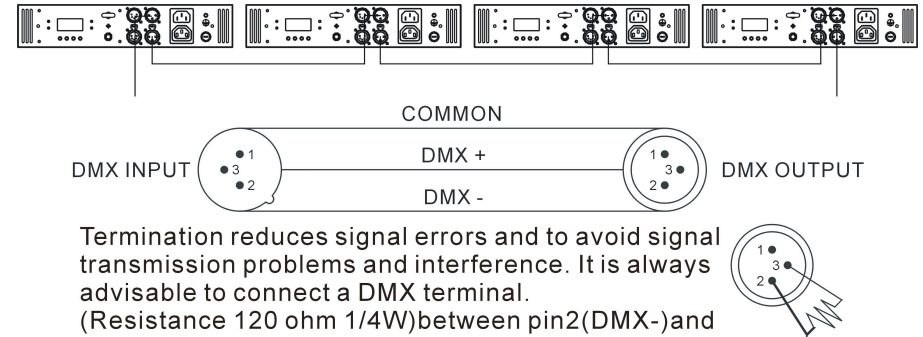 COMMON
DMX INPUT
1
3
2
DMX +
DMX -
1
3
2
DMX OUTPUT
Termination reduces signal errors and to avoid signal
transmission problems and interference. It is always
advisable to connect a DMX terminal.
(Resistance 120 ohm 1/4W)between pin2(DMX-)and
1
3
2